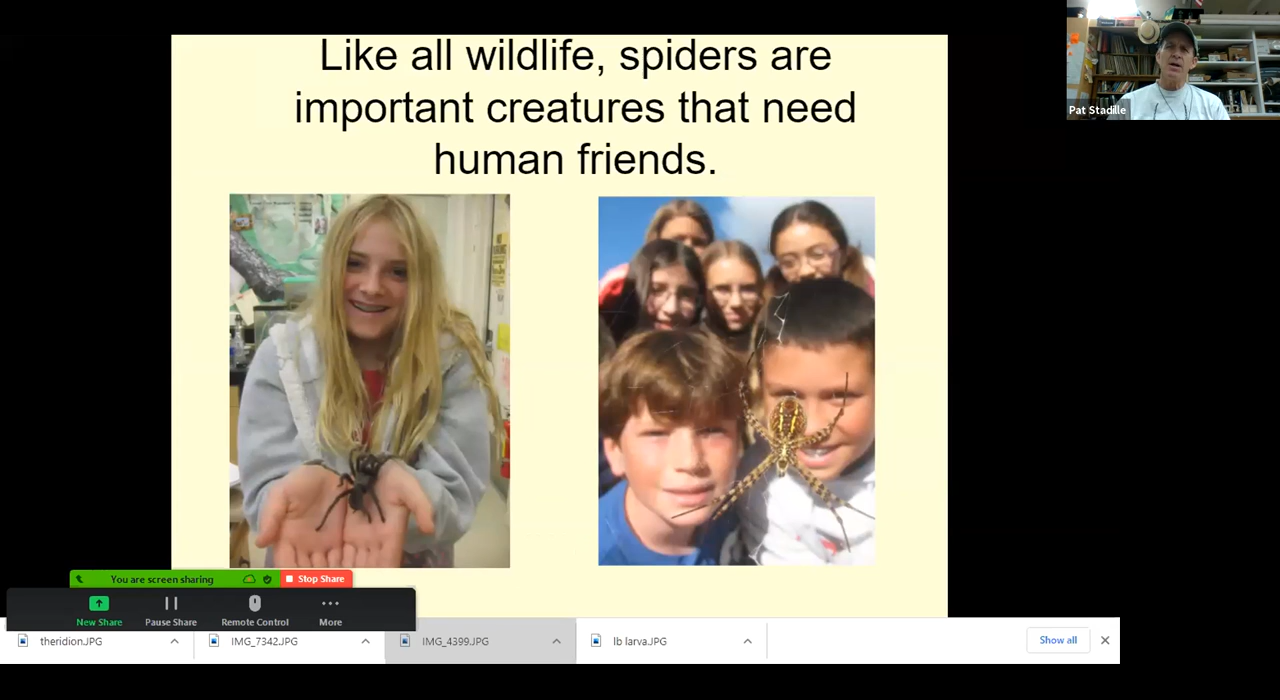 Like all wildlife, spiders are
important creatures that need
human friends.
Pat Stadille
You are screen sharing
Stop Share
New Share
Pause Share
Remote Control
More
theridion.JPG
IMG_7342.JPG
IMG_4399.JPG
lb larva.JPG
Show all